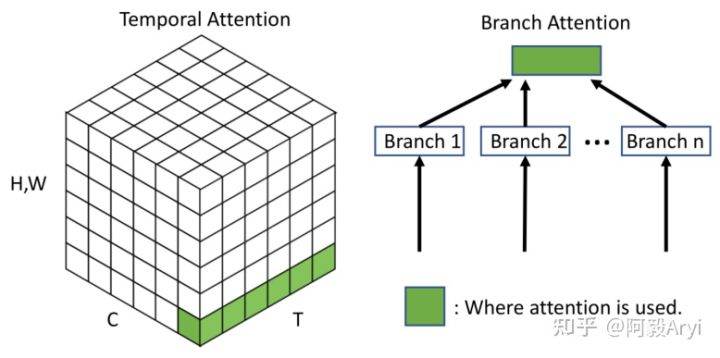 Temporal Attention
H,W
C
T
Branch Attention
Branch 1
Branch 2
•••
Branch n
: Where attention is used.
知乎 @阿毅Aryi